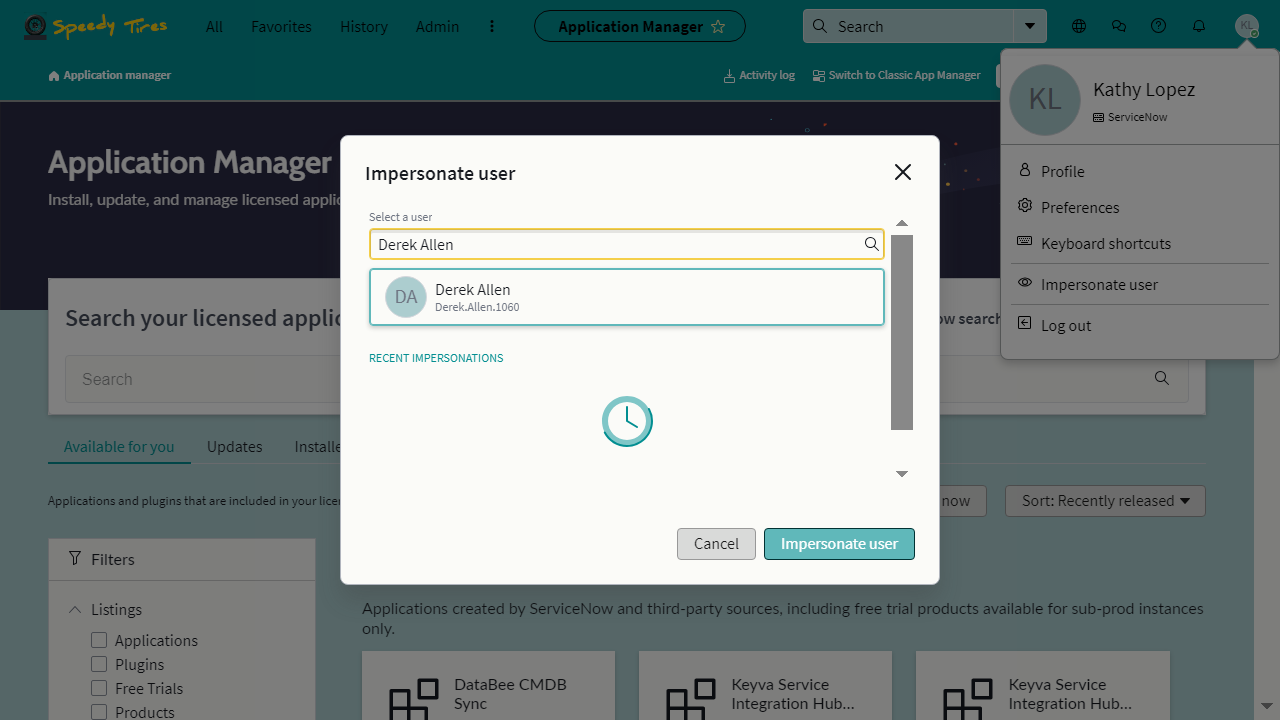 Speedy Tires
All
Favorites
History
Admin
Application Manager
Search
KL
Application manager
Activity log
Switch to Classic App Manager
KL
Kathy Lopez
ServiceNow
Application Manager
Install, update, and manage licensed
Profile
Preferences
Keyboard shortcuts
Impersonate user
Log out
Impersonate user
Select a user
Derek Allen
DA
Derek Allen
Derek.Allen.1060
RECENT IMPERSONATIONS
Cancel
Impersonate user
Search your licensed
search
Search
Available for you
Updates
Applications and plugins that are included in your
now
Sort: Recently released
Filters
Listings
Applications
Plugins
Free Trials
Products
Applications created by ServiceNow and third-party sources, including free trial products available for sub-prod instances
only.
DataBee CMDB
Sync
Keyva Service
Integration Hub...
Keyva Service
Integration Hub...